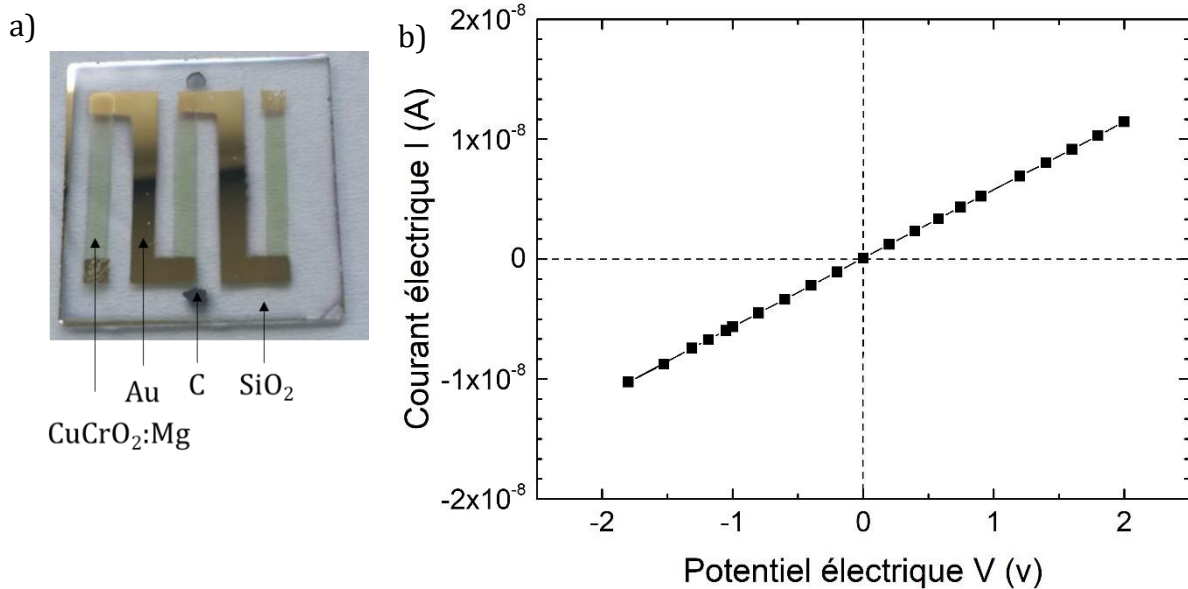 a)
Au C SiO₂
CuCrO₂:Mg
b)
Courant électrique I (A)
2x10⁻⁸
1x10⁻⁸
0
-1x10⁻⁸
-2x10⁻⁸
-2 -1 0 1 2
Potentiel électrique V (v)